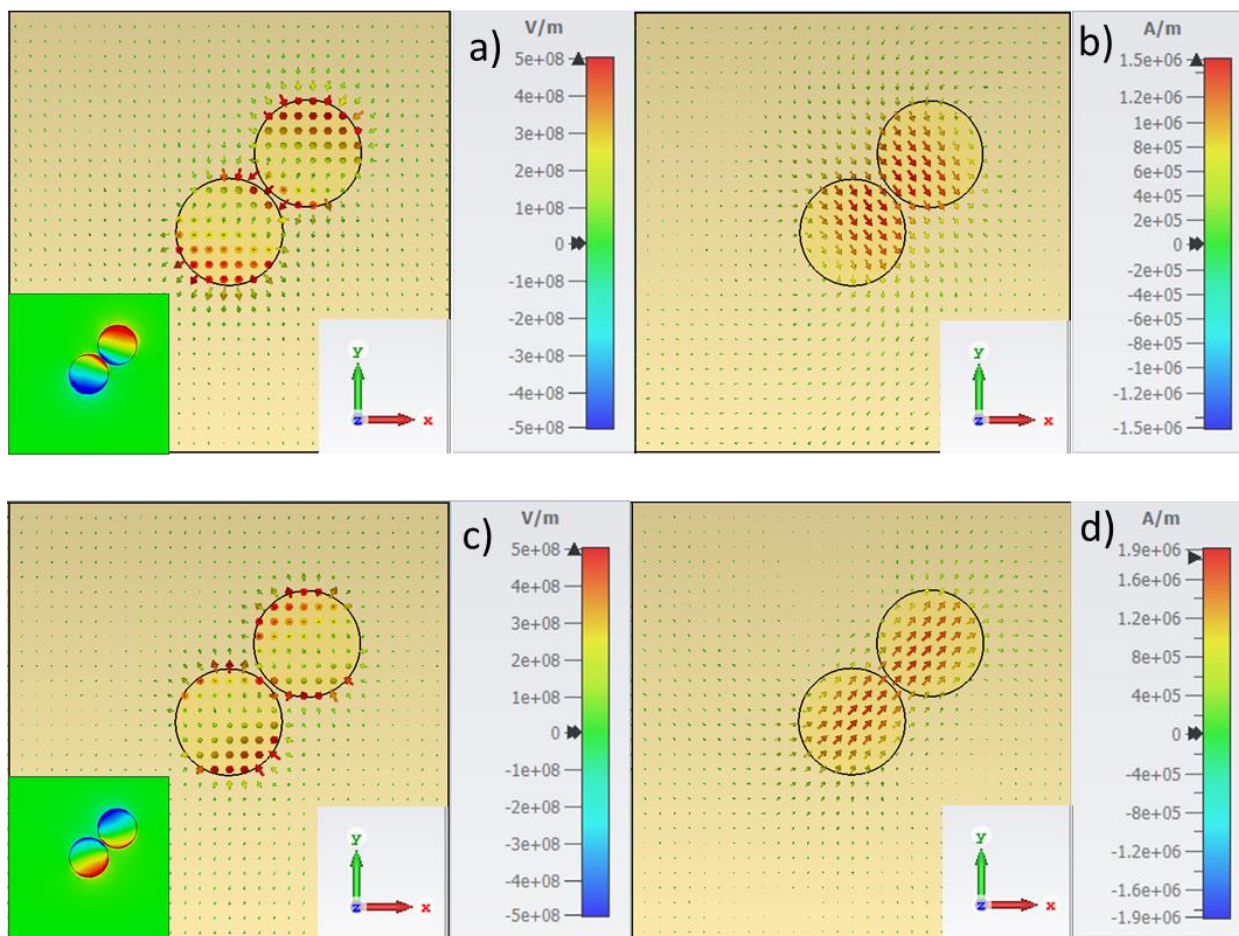 a)
V/m
5e+08
4e+08
3e+08
2e+08
1e+08
0
-1e+08
-2e+08
-3e+08
-4e+08
-5e+08
y
z
x
b)
A/m
1.5e+06
1.2e+06
1e+06
8e+05
6e+05
4e+05
2e+05
0
-2e+05
-4e+05
-6e+05
-8e+05
-1e+06
-1.2e+06
-1.5e+06
y
z
x
c)
V/m
5e+08
4e+08
3e+08
2e+08
1e+08
0
-1e+08
-2e+08
-3e+08
-4e+08
-5e+08
y
z
x
d)
A/m
1.9e+06
1.6e+06
1.2e+06
8e+05
4e+05
0
-4e+05
-8e+05
-1.2e+06
-1.6e+06
-1.9e+06
y
z
x